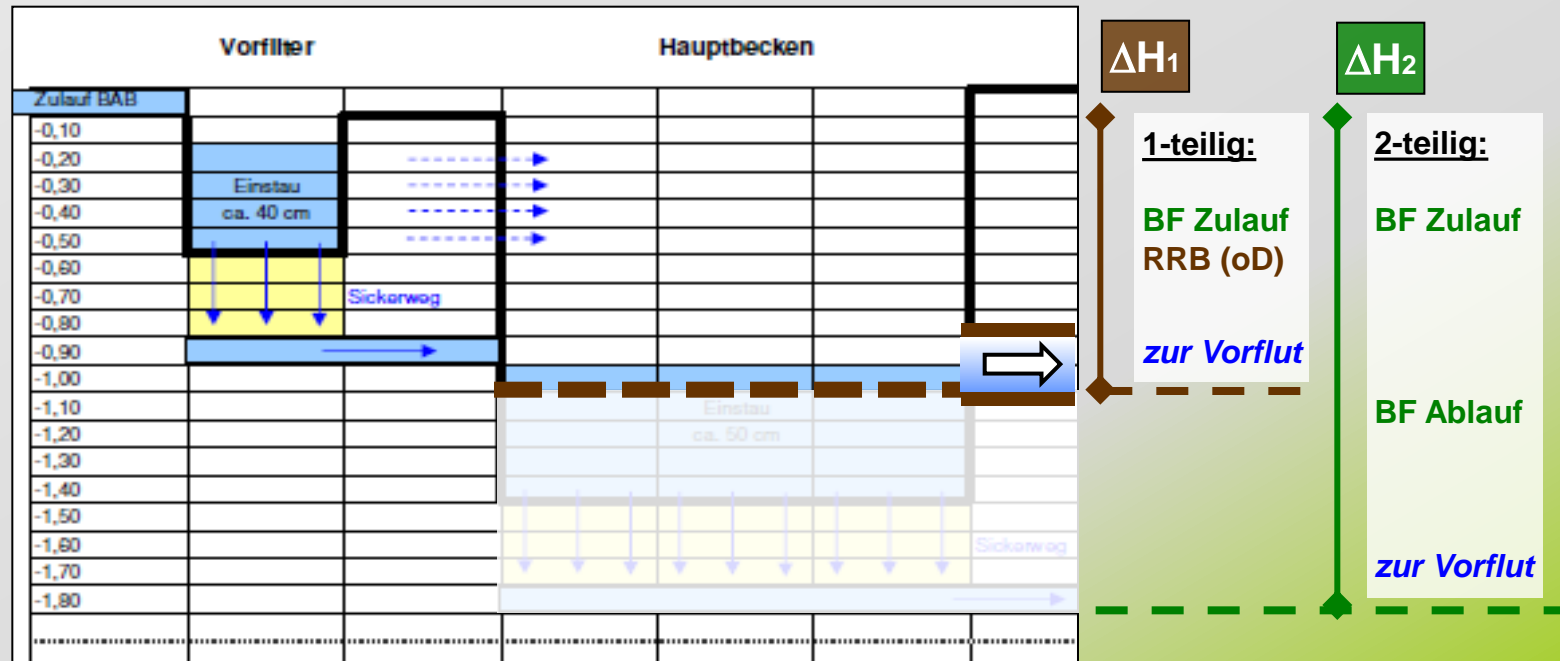 Vorfilter
Hauptbecken
Zulauf BAB
-0,10
-0,20
-0,30
Einstau
-0,40
ca. 40 cm
-0,50
-0,60
-0,70
Sickerweg
-0,80
-0,90
-1,00
-1,10
Einstau
-1,20
ca. 50 cm
-1,30
-1,40
-1,50
-1,60
Sickerweg
-1,70
-1,80
ΔH1
1-teilig:
BF Zulauf
RRB (oD)
zur Vorflut
ΔH2
2-teilig:
BF Zulauf
BF Ablauf
zur Vorflut